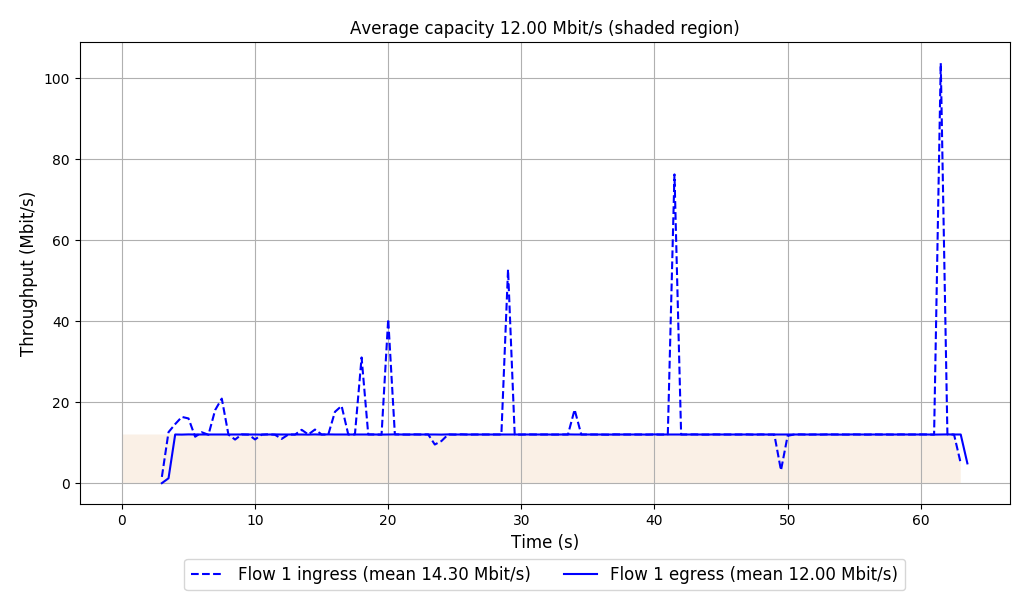 Average capacity 12.00 Mbit/s (shaded region)
Throughput (Mbit/s)
100
80
60
40
20
0
0 10 20 30 40 50 60
Time (s)
Flow 1 ingress (mean 14.30 Mbit/s) Flow 1 egress (mean 12.00 Mbit/s)